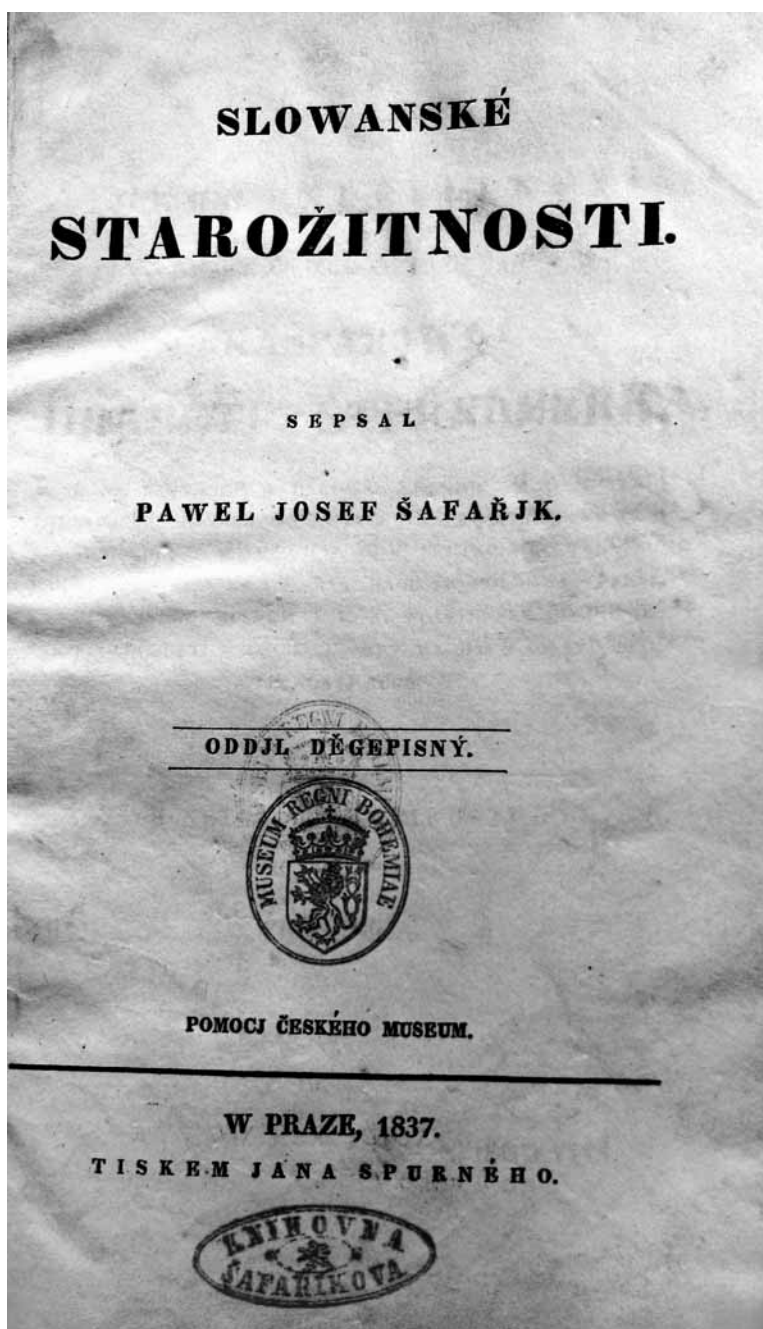 SLOWANSKÉ
STAROŽITNOSTI.
SEPSAL
PAWEL JOSEF ŠAFAŘJK.
ODDJL DĚGEPISNÝ.
MUSEUM REGNI BOHEMIAE
POMOCJ ČESKÉHO MUSEUM.
W PRAZE, 1837.
TISKEM JANA SPURNÉHO.
KNIHOVNA
ŠAFAŘÍKOVA